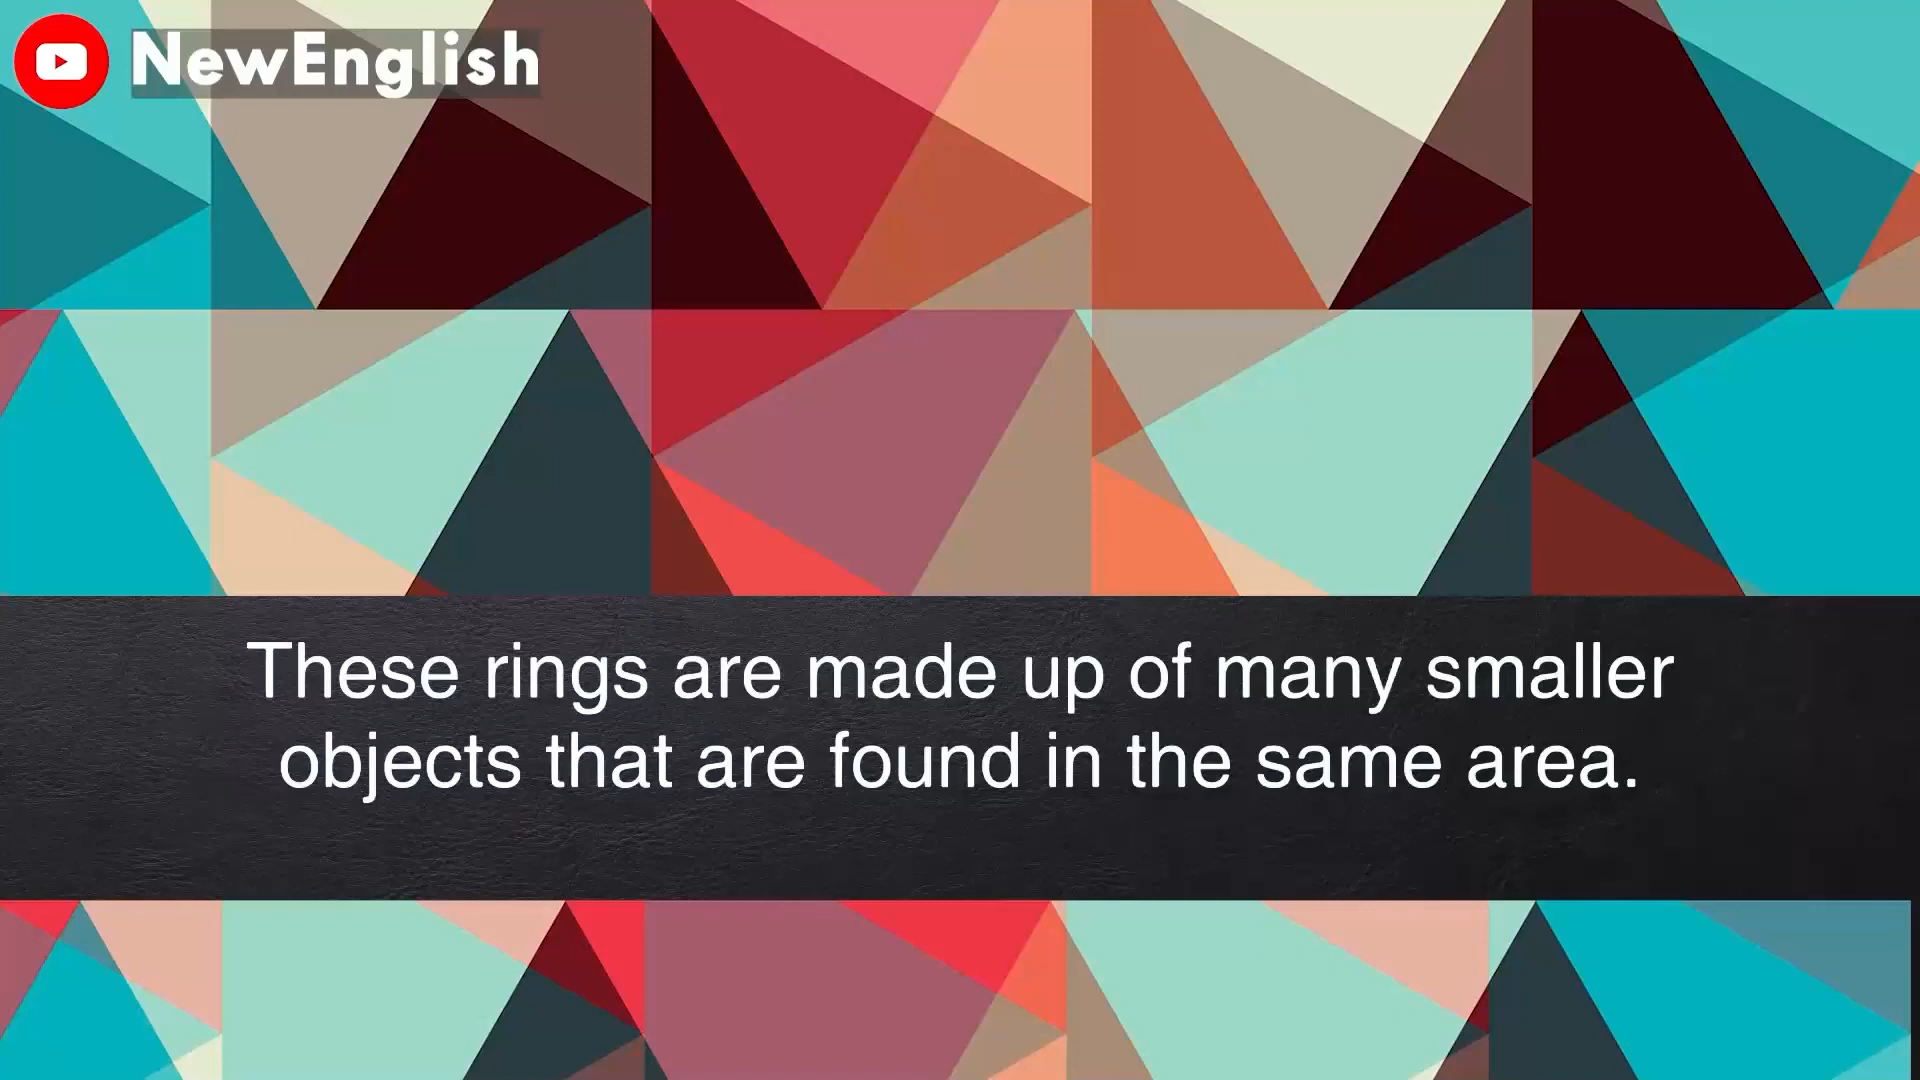 NewEnglish
These rings are made up of many smaller
objects that are found in the same area.